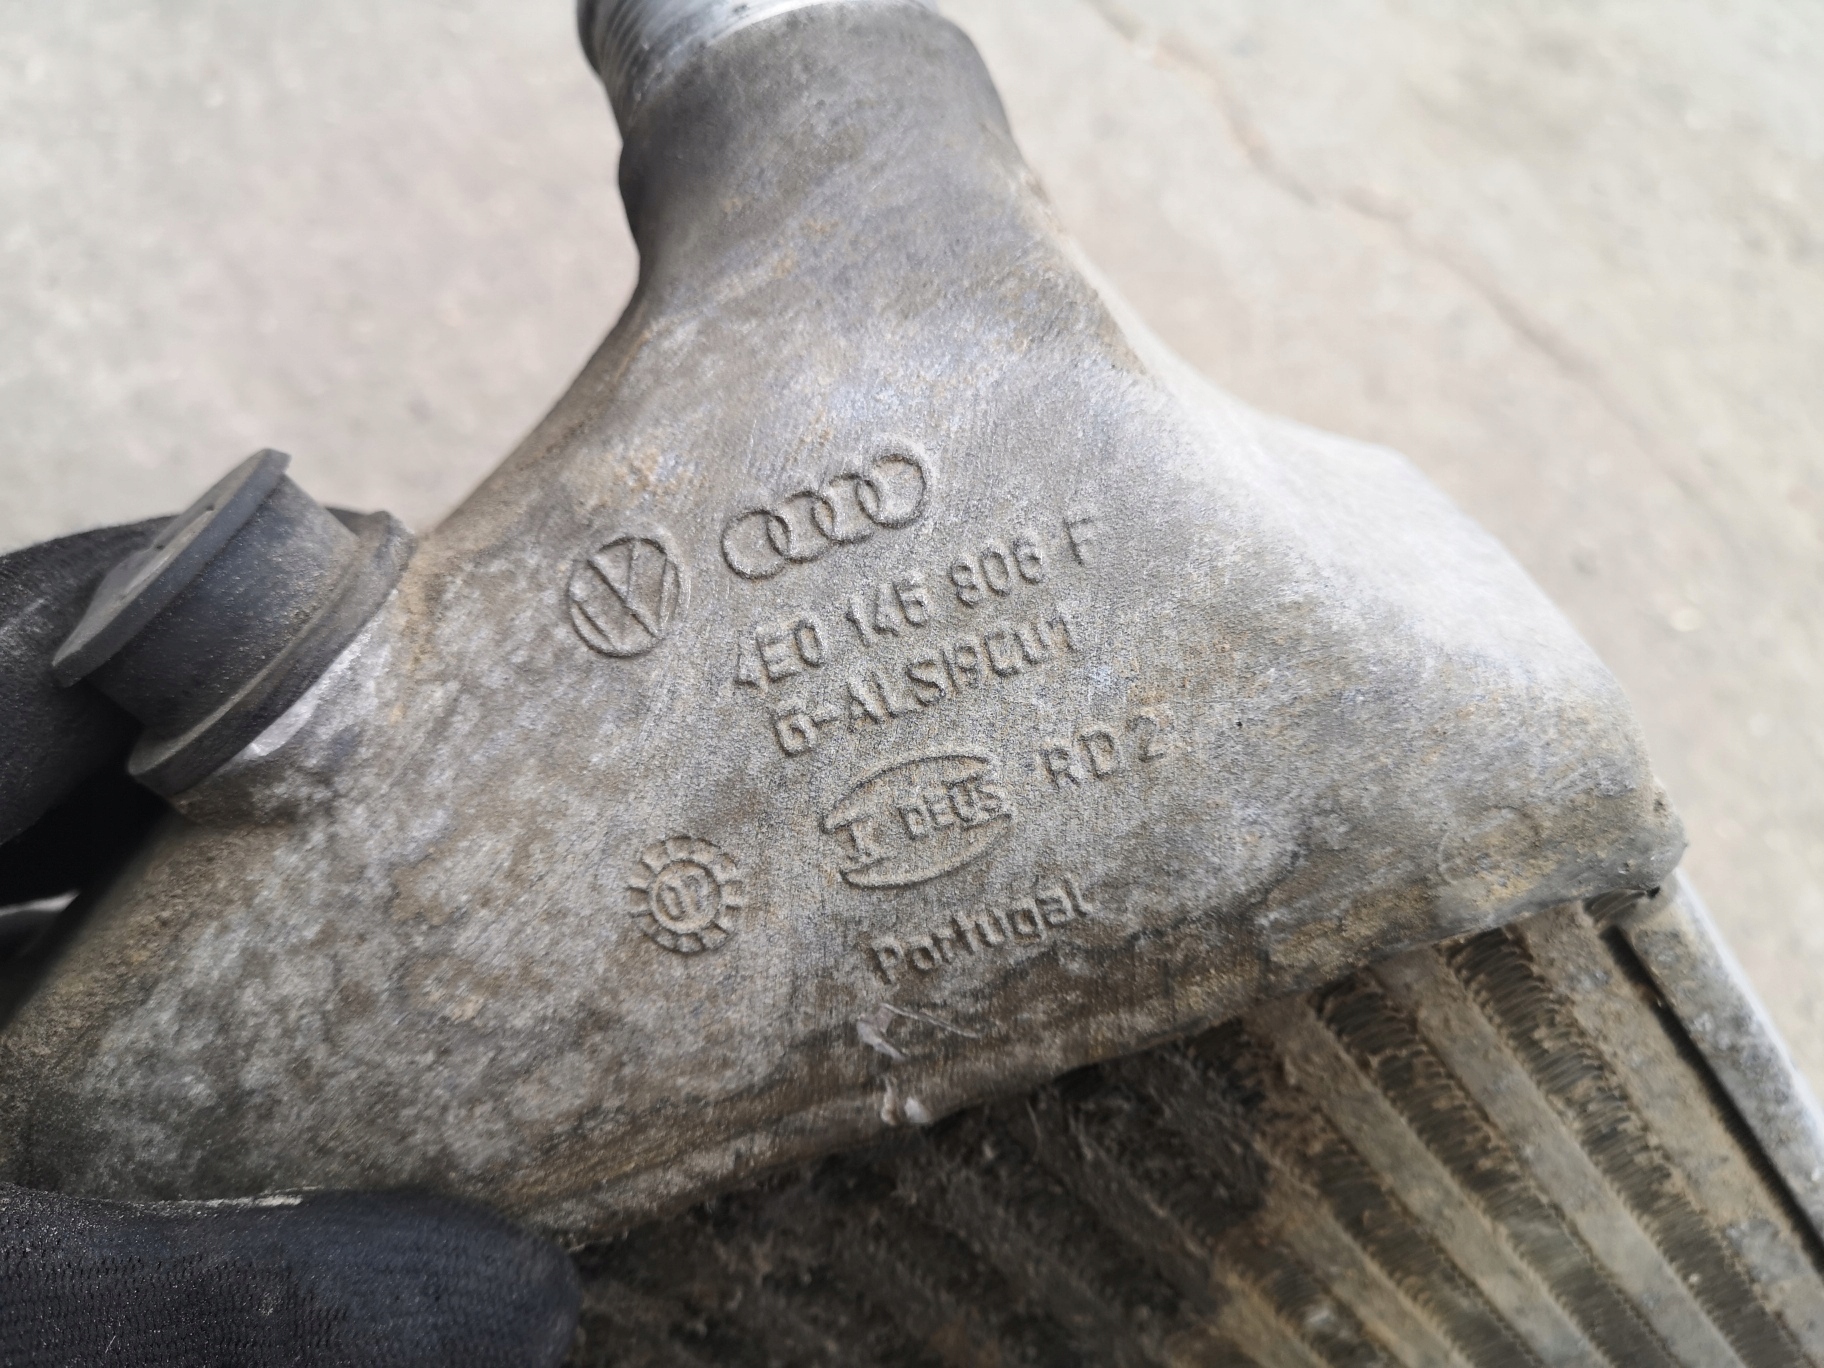 4E0 145 806 F
G-ALSI9CU1
DEUS RD2
Portugal